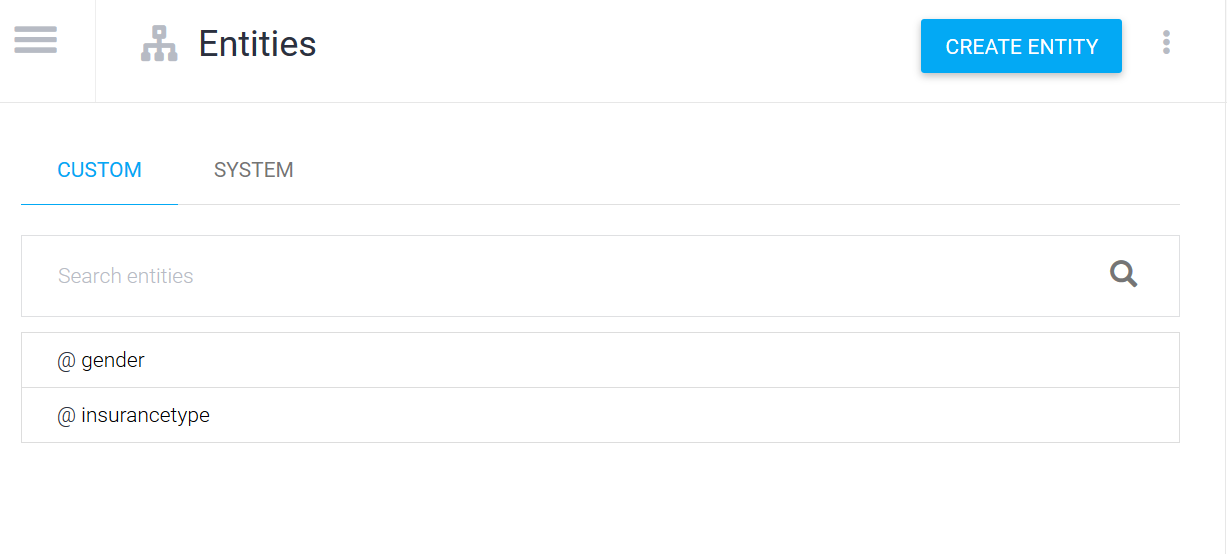 Entities
CREATE ENTITY
CUSTOM SYSTEM
Search entities
@ gender
@ insurancetype